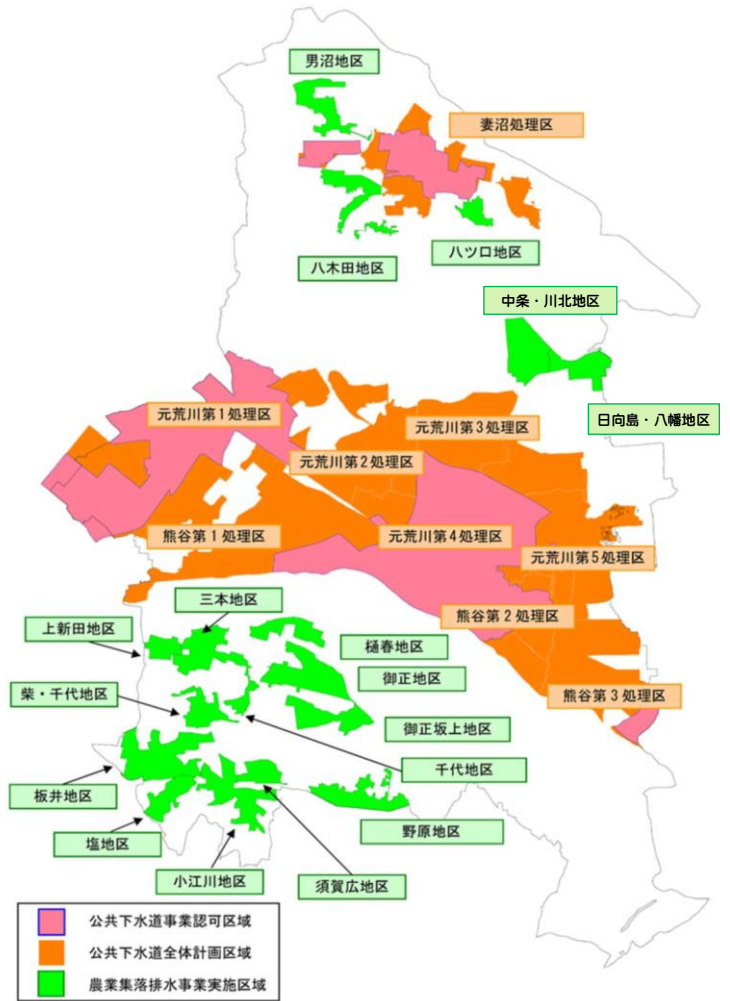 男沼地区
妻沼処理区
八木田地区
八ツ口地区
中条・川北地区
日向島・八幡地区
元荒川第1処理区
元荒川第3処理区
元荒川第2処理区
熊谷第1処理区
元荒川第4処理区
元荒川第5処理区
三本地区
上新田地区
熊谷第2処理区
樋春地区
御正地区
柴・千代地区
熊谷第3処理区
御正坂上地区
千代地区
板井地区
野原地区
塩地区
小江川地区
須賀広地区
公共下水道事業認可区域
公共下水道全体計画区域
農業集落排水事業実施区域